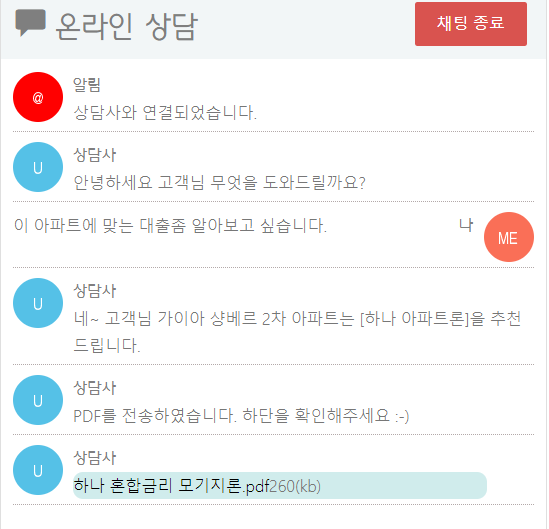 온라인 상담
채팅 종료
@
알림
상담사와 연결되었습니다.
U
상담사
안녕하세요 고객님 무엇을 도와드릴까요?
이 아파트에 맞는 대출좀 알아보고 싶습니다.
나
ME
U
상담사
네~ 고객님 가이아 샹베르 2차 아파트는 [하나 아파트론]을 추천
드립니다.
U
상담사
PDF를 전송하였습니다. 하단을 확인해주세요 :-)
U
상담사
하나 혼합금리 모기지론.pdf260(kb)